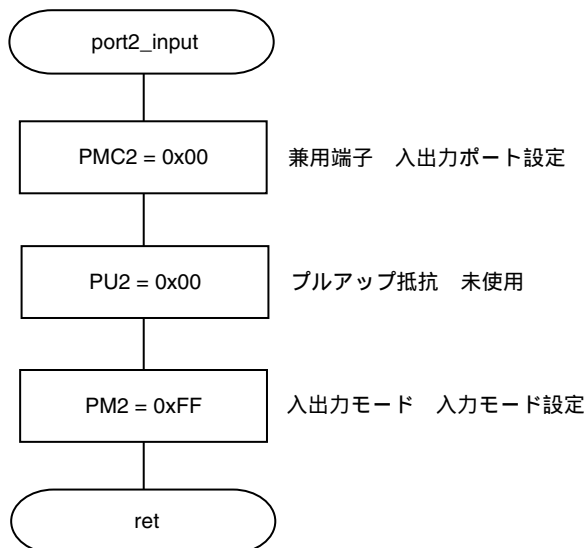 port2_input
PMC2 = 0x00 兼用端子 入出力ポート設定
PU2 = 0x00 プルアップ抵抗 未使用
PM2 = 0xFF 入出力モード 入力モード設定
ret